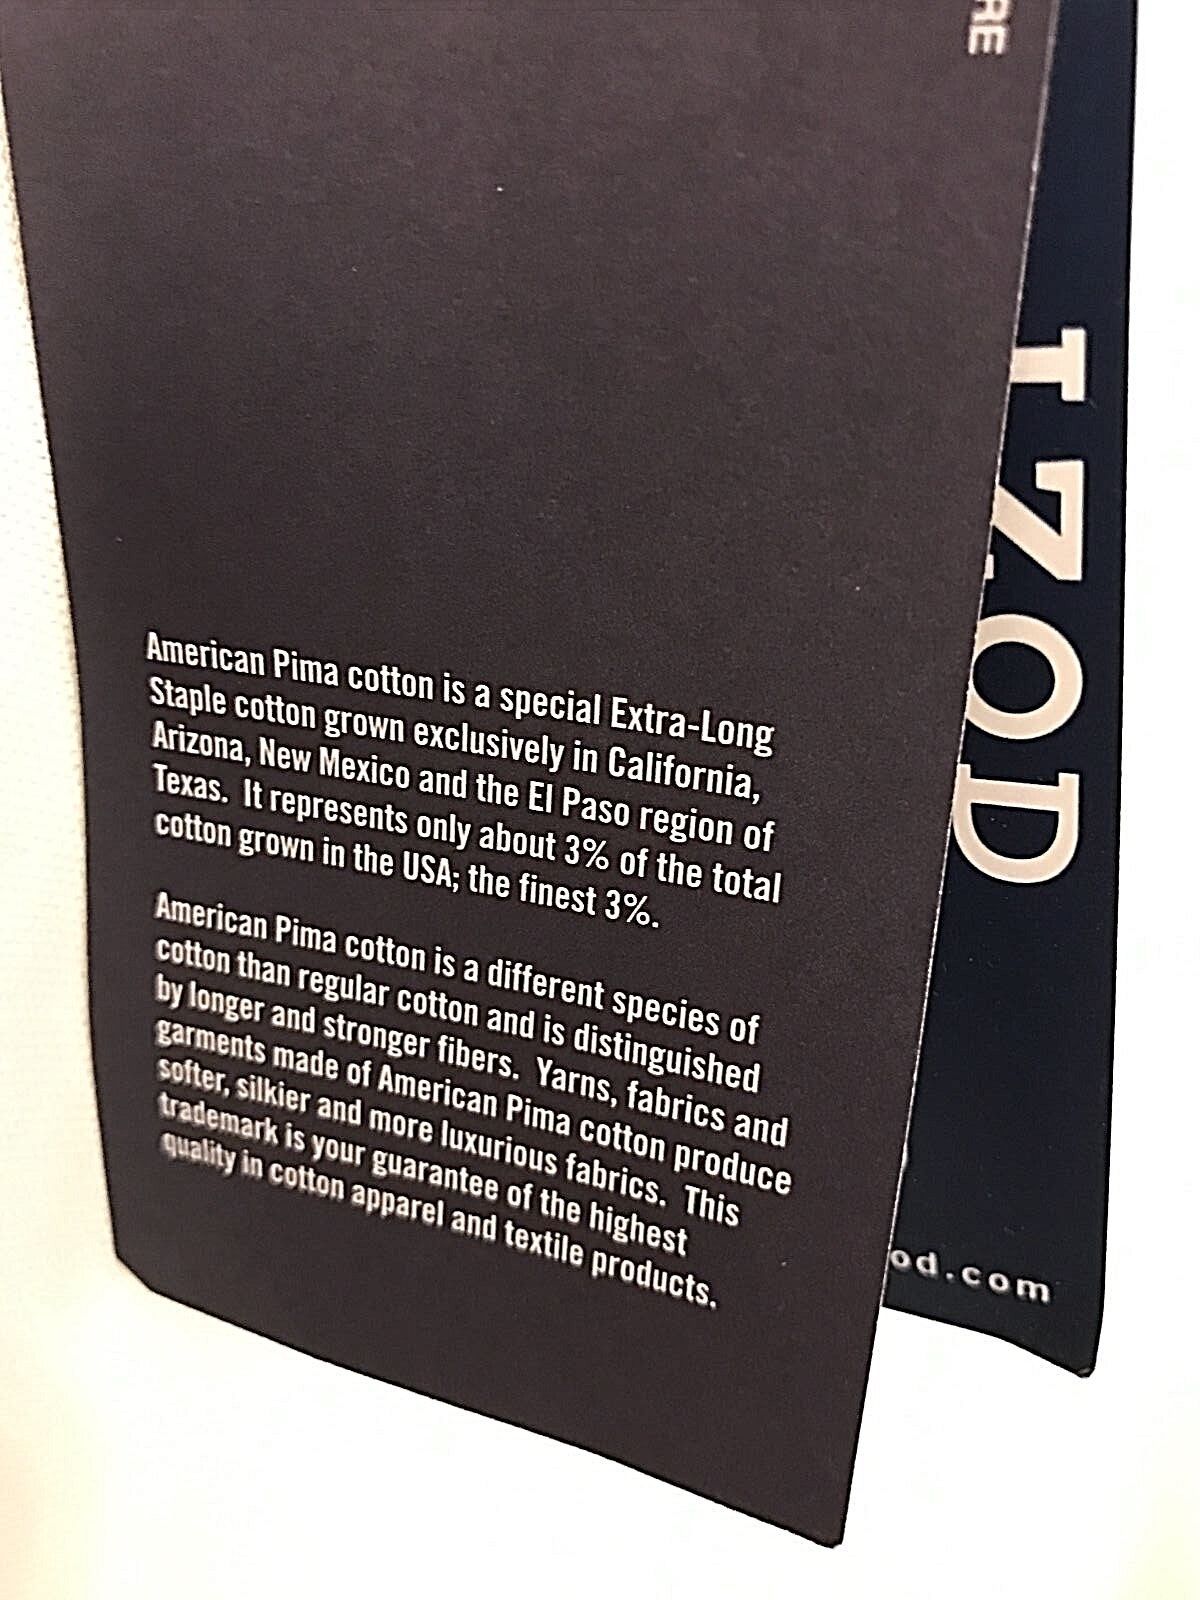 RE
IZOD
American Pima cotton is a special Extra-Long
Staple cotton grown exclusively in California,
Arizona, New Mexico and the El Paso region of
Texas. It represents only about 3% of the total
cotton grown in the USA; the finest 3%.
American Pima cotton is a different species of
cotton than regular cotton and is distinguished
by longer and stronger fibers. Yarns, fabrics and
garments made of American Pima cotton produce
softer, silkier and more luxurious fabrics. This
trademark is your guarantee of the highest
quality in cotton apparel and textile products.
od.com